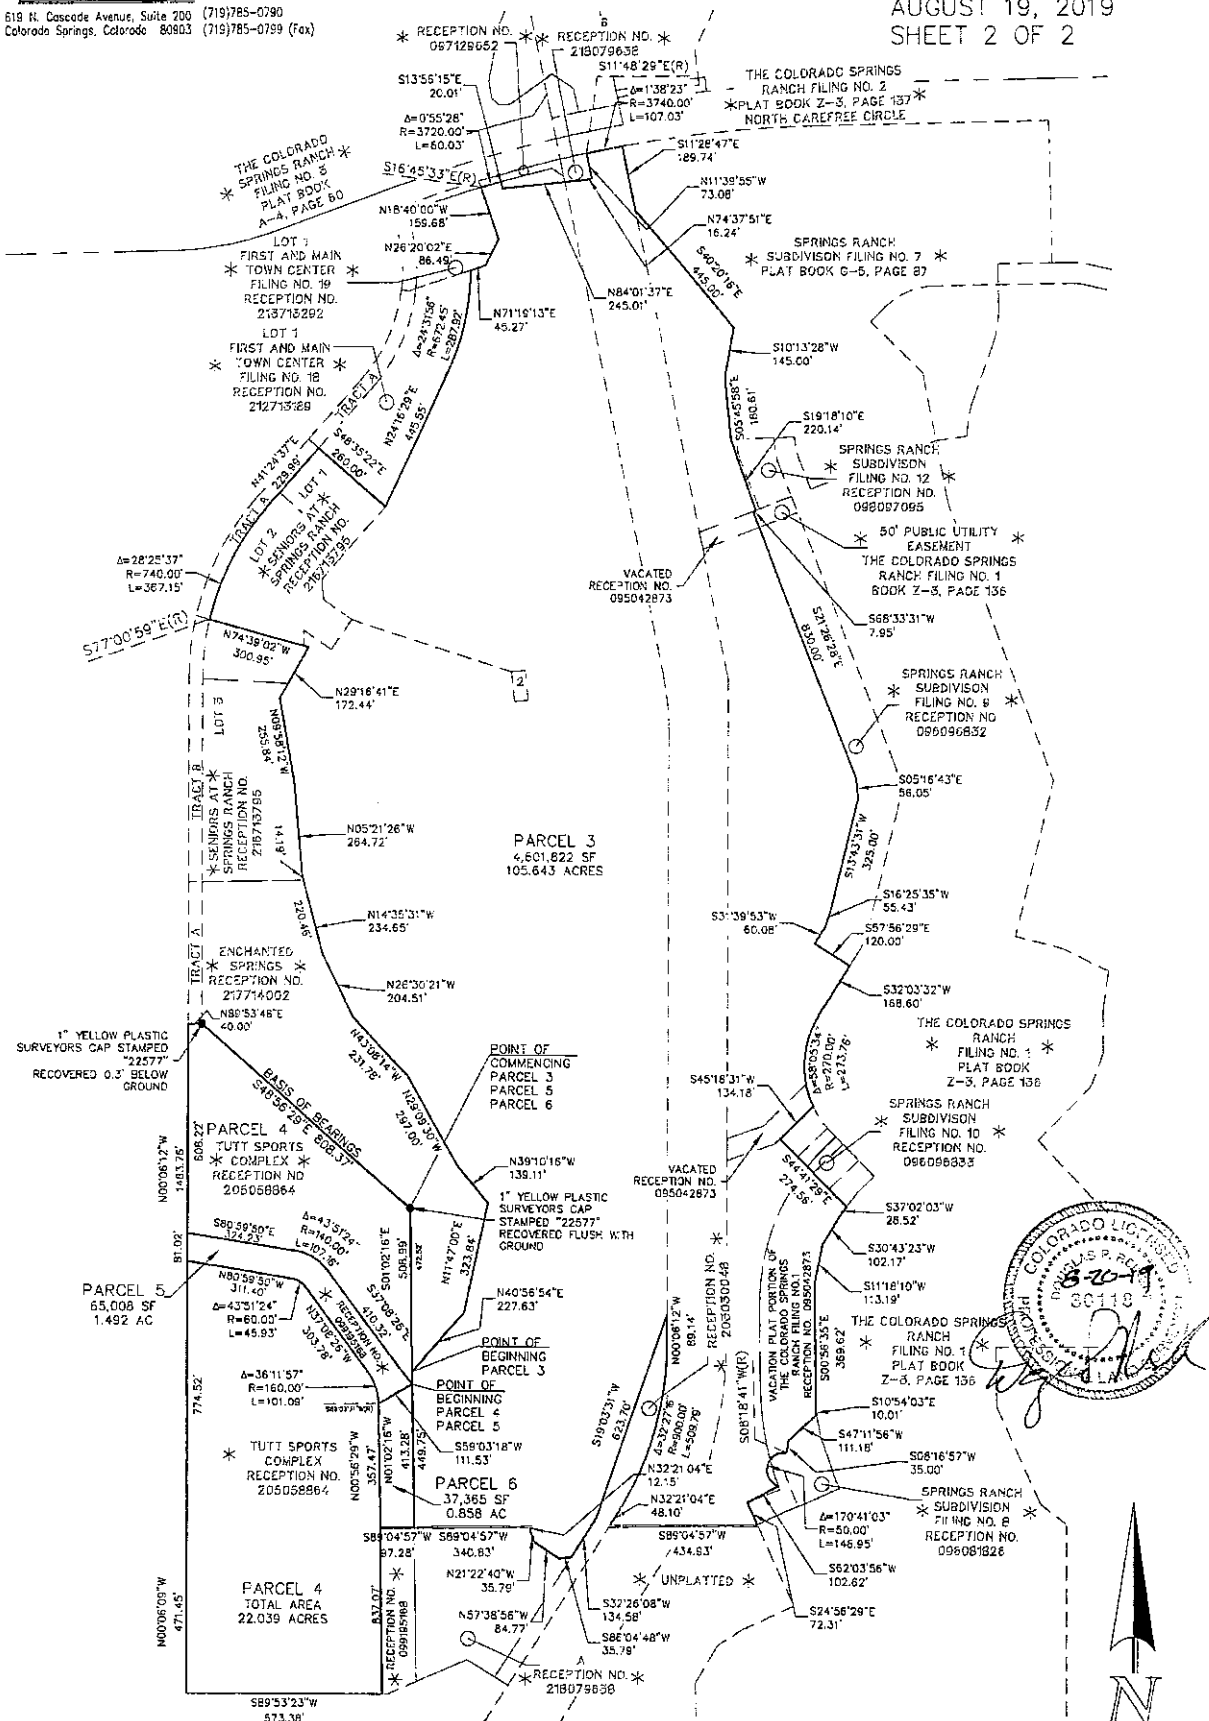 619 N. Cascade Avenue, Suite 200 (719)785-0790
Colorado Springs, Colorado 80903 (719)785-0799 (Fax)
AUGUST 19, 2019
SHEET 2 OF 2
* RECEPTION NO. *
097129652
B
* RECEPTION NO. *
218079638
S11°48'29"E(R)
S13°56'15"E
20.01'
Δ=0°55'28"
R=3720.00'
L=60.03'
Δ=1°38'23"
R=3740.00'
L=107.03'
THE COLORADO SPRINGS
RANCH FILING NO. 2
* PLAT BOOK Z-3, PAGE 137 *
NORTH CAREFREE CIRCLE
THE COLORADO
* SPRINGS RANCH *
FILING NO. 3
PLAT BOOK
A-4, PAGE 80
S16°45'33"E(R)
S11°28'47"E
189.74'
N11°39'55"W
73.08'
N74°37'51"E
16.24'
N18°40'00"W
159.68'
N26°20'02"E
86.49'
LOT 1
FIRST AND MAIN
* TOWN CENTER *
FILING NO. 19
RECEPTION NO.
213713292
SPRINGS RANCH
* SUBDIVISON FILING NO. 7 *
PLAT BOOK G-5, PAGE 87
S40°20'16"E
445.00'
N84°01'37"E
245.01'
N71°19'13"E
45.27'
Δ=24°31'56"
R=672.45'
L=287.92'
LOT 1
FIRST AND MAIN
* TOWN CENTER *
FILING NO. 18
RECEPTION NO.
212713189
TRACT A
N24°16'29"E
445.55'
S10°13'28"W
145.00'
S05°45'58"E
180.61'
S19°18'10"E
220.14'
S48°35'22"E
260.00'
N41°24'37"E
229.99'
TRACT A
LOT 1
LOT 2
* SENIORS AT *
SPRINGS RANCH
RECEPTION NO.
216713795
SPRINGS RANCH
* SUBDIVISON *
FILING NO. 12
RECEPTION NO.
098097095
* 50' PUBLIC UTILITY *
EASEMENT
THE COLORADO SPRINGS
RANCH FILING NO. 1
BOOK Z-3, PAGE 136
Δ=28°25'37"
R=740.00'
L=367.15'
VACATED
RECEPTION NO.
095042873
S77°00'59"E(R)
N74°39'02"W
300.95'
S21°26'28"E
830.00'
S68°33'31"W
7.95'
2
N29°16'41"E
172.44'
LOT 3
N09°58'12"W
255.84'
SPRINGS RANCH
* SUBDIVISON *
FILING NO. 9
RECEPTION NO
096096832
TRACT B
* SENIORS AT *
SPRINGS RANCH
RECEPTION NO.
216713795
14.19'
N05°21'26"W
264.72'
S05°16'43"E
56.05'
PARCEL 3
4,601,822 SF
105.643 ACRES
S13°43'31"W
325.00'
220.46'
N14°35'31"W
234.65'
S16°25'35"W
55.43'
S31°39'53"W
60.08'
S57°56'29"E
120.00'
TRACT A
ENCHANTED
* SPRINGS *
RECEPTION NO.
217714002
N26°30'21"W
204.51'
S32°03'32"W
168.60'
N89°53'48"E
40.00'
1" YELLOW PLASTIC
SURVEYORS CAP STAMPED
"22577"
RECOVERED 0.3' BELOW
GROUND
N43°06'14"W
231.78'
THE COLORADO SPRINGS
RANCH
* FILING NO. 1 *
PLAT BOOK
Z-3, PAGE 136
POINT OF
COMMENCING
PARCEL 3
PARCEL 5
PARCEL 6
Δ=58°05'34"
R=270.00'
L=273.76'
BASIS OF BEARINGS
S48°56'29"E 808.37'
S45°18'31"W
134.18'
N29°09'30"W
297.00'
SPRINGS RANCH
SUBDIVISON
* FILING NO. 10 *
RECEPTION NO.
096098833
N00°06'12"W
1463.76'
608.22'
PARCEL 4
TUTT SPORTS
* COMPLEX *
RECEPTION NO
205058864
N39°10'16"W
139.11'
VACATED
RECEPTION NO.
095042873
S44°41'29"E
274.56'
1" YELLOW PLASTIC
SURVEYORS CAP
STAMPED "22577"
RECOVERED FLUSH WITH
GROUND
S37°02'03"W
28.52'
S80°59'50"E
324.23'
Δ=43°51'24"
R=140.00'
L=107.16'
S01°02'16"E
506.99'
N11°47'00"E
323.84'
S30°43'23"W
102.17'
COLORADO LICENSED
8-20-19
30118
81.02'
PARCEL 5
65,008 SF
1.492 AC
N80°59'50"W
311.40'
Δ=43°51'24"
R=60.00'
L=45.93'
S37°08'26"E
410.32'
N40°56'54"E
227.63'
S11°18'10"W
113.19'
* RECEPTION NO. *
099195168
N37°08'26"W
303.78'
N00°06'12"W
89.14'
* RECEPTION NO. *
203030048
VACATION PLAT PORTION OF
THE COLORADO SPRINGS
RANCH FILING NO.1
RECEPTION NO. 095042873
S00°56'35"E
369.62'
THE COLORADO SPRINGS
* RANCH *
FILING NO. 1
PLAT BOOK
Z-3, PAGE 136
POINT OF
BEGINNING
PARCEL 3
774.52'
Δ=36°11'57"
R=160.00'
L=101.09'
POINT OF
BEGINNING
PARCEL 4
PARCEL 5
S10°54'03"E
10.01'
S19°03'31"W
623.70'
Δ=32°27'16"
R=900.00'
L=509.79'
S08°18'41"W(R)
S47°11'56"W
111.18'
S59°03'18"W
111.53'
* TUTT SPORTS
COMPLEX
RECEPTION NO.
205058864
N00°56'29"W
357.47'
N01°02'16"W
413.28'
449.75'
S08°16'57"W
35.00'
PARCEL 6
37,365 SF
0.858 AC
N32°21'04"E
12.15'
N32°21'04"E
48.10'
SPRINGS RANCH
* SUBDIVISION *
FILING NO. 8
RECEPTION NO.
096081826
Δ=170°41'03"
R=50.00'
L=148.95'
S89°04'57"W
97.28'
S89°04'57"W
340.83'
S89°04'57"W
434.93'
N21°22'40"W
35.79'
* UNPLATTED *
S62°03'56"W
102.62'
N00°06'09"W
471.45'
PARCEL 4
TOTAL AREA
22.039 ACRES
837.07'
* RECEPTION NO. *
099195168
N57°38'56"W
84.77'
S32°26'08"W
134.58'
S24°56'29"E
72.31'
S86°04'48"W
35.79'
A
* RECEPTION NO. *
218079638
S89°53'23"W
573.38'
N